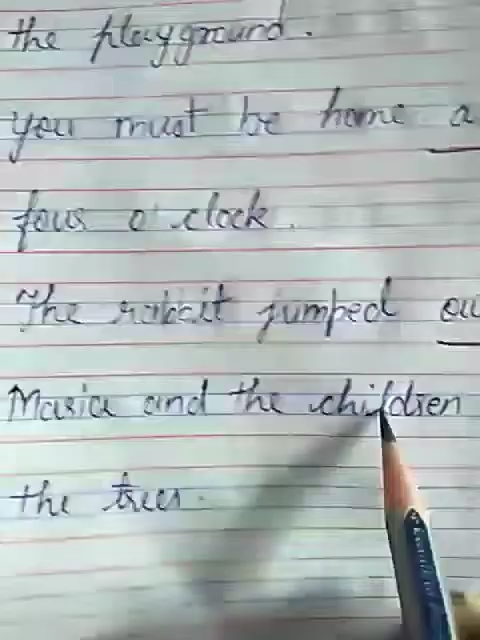 the playground.
you must be home a
four o'clock.
The rabbit jumped ou
Maria and the children
the trees.